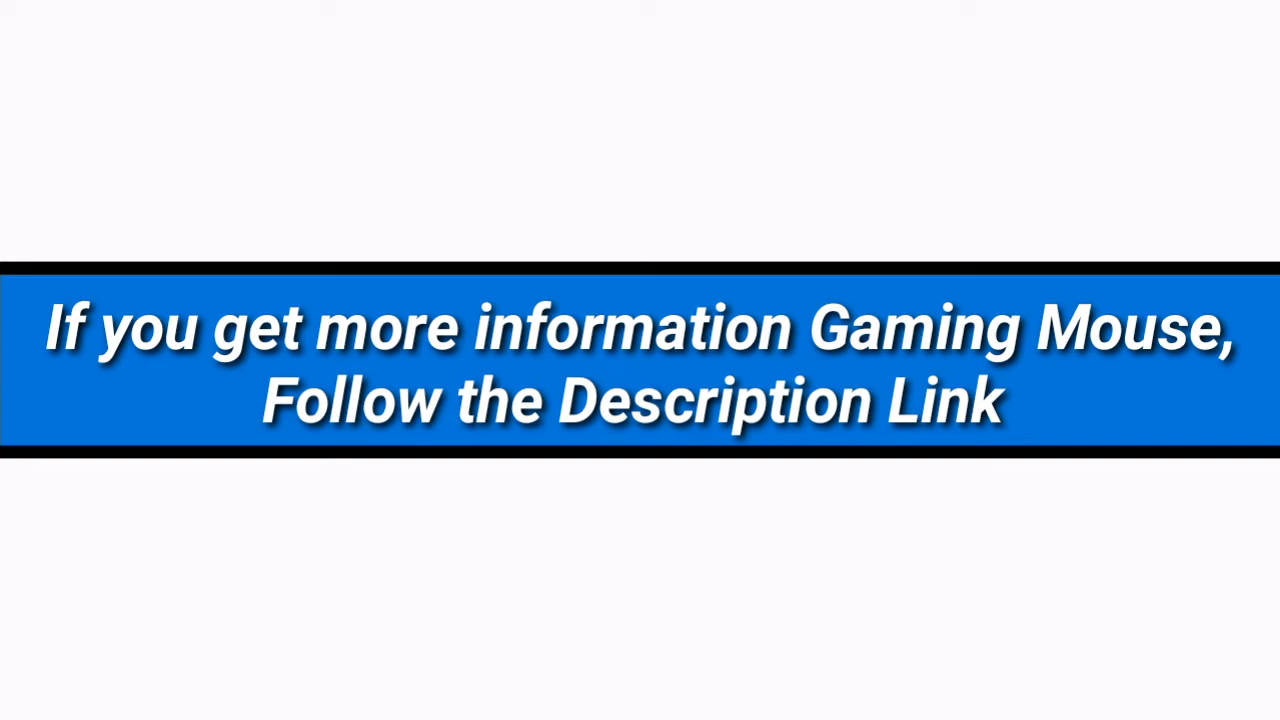 If you get more information Gaming Mouse,
Follow the Description Link